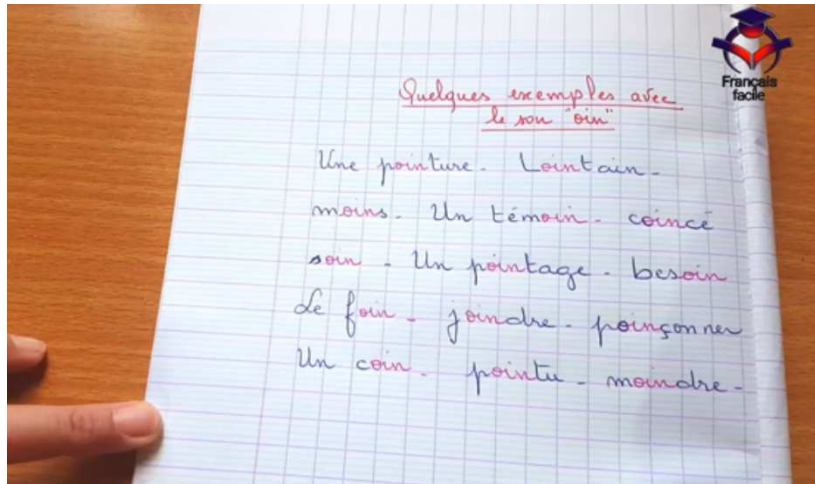 Français
facile
Quelques exemples avec
le son "oin"
Une pointure - Lointain -
moins - Un témoin - coincé
soin - Un pointage - besoin
Le foin - joindre - poinçonner
Un coin - pointu - moindre -